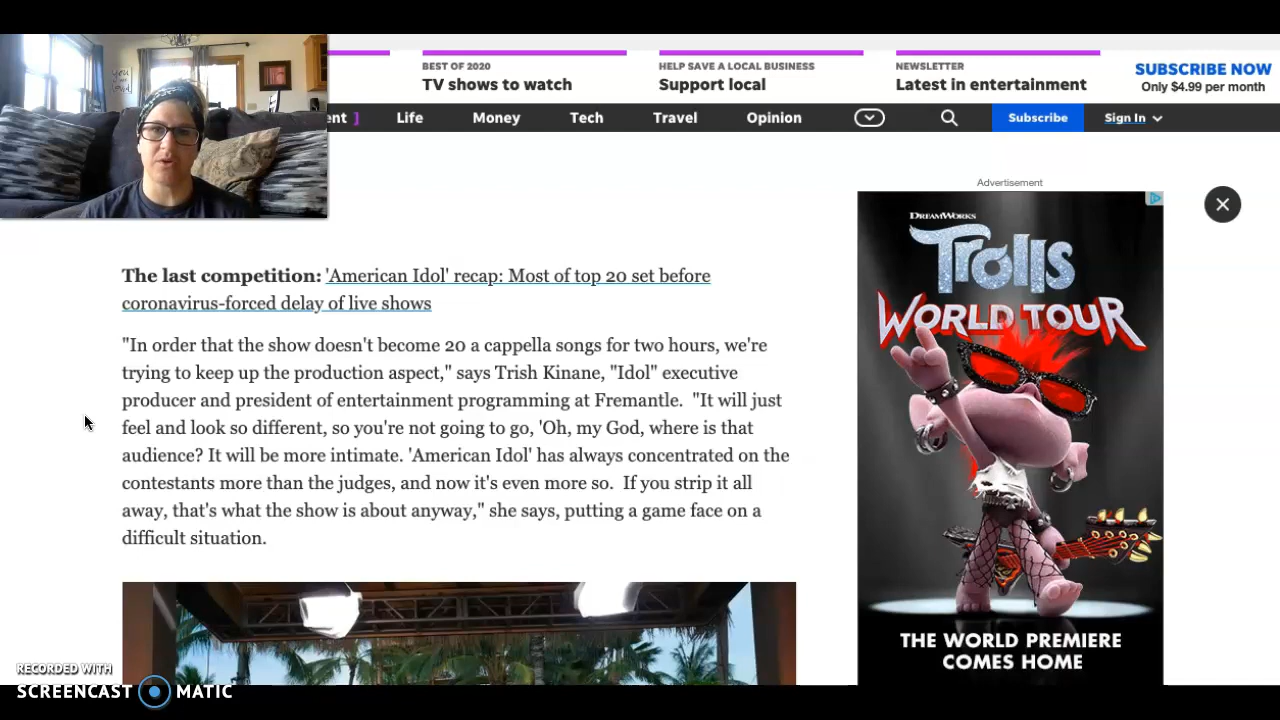 BEST OF 2020
TV shows to watch
HELP SAVE A LOCAL BUSINESS
Support local
NEWSLETTER
Latest in entertainment
SUBSCRIBE NOW
Only $4.99 per month
ent ]
Life
Money
Tech
Travel
Opinion
Subscribe
Sign In
Advertisement
The last competition: 'American Idol' recap: Most of top 20 set before
coronavirus-forced delay of live shows
"In order that the show doesn't become 20 a cappella songs for two hours, we're
trying to keep up the production aspect," says Trish Kinane, "Idol" executive
producer and president of entertainment programming at Fremantle.  "It will just
feel and look so different, so you're not going to go, 'Oh, my God, where is that
audience? It will be more intimate. 'American Idol' has always concentrated on the
contestants more than the judges, and now it's even more so.  If you strip it all
away, that's what the show is about anyway," she says, putting a game face on a
difficult situation.
DREAMWORKS
Trolls
WORLD TOUR
THE WORLD PREMIERE
COMES HOME
RECORDED WITH
SCREENCAST MATIC